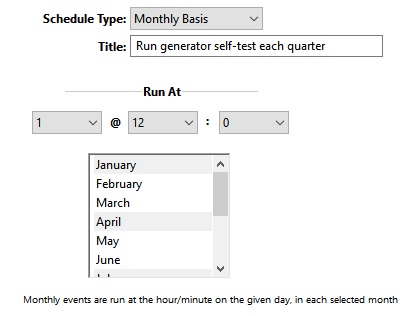 Schedule Type: Monthly Basis
Title: Run generator self-test each quarter
Run At
1 @ 12 : 0
January
February
March
April
May
June
Monthly events are run at the hour/minute on the given day, in each selected month